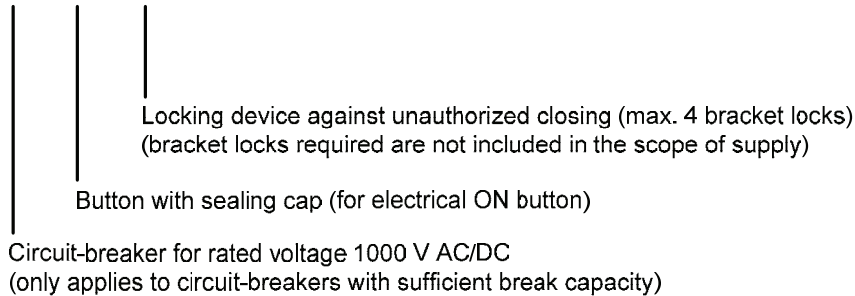 Locking device against unauthorized closing (max. 4 bracket locks)
(bracket locks required are not included in the scope of supply)
Button with sealing cap (for electrical ON button)
Circuit-breaker for rated voltage 1000 V AC/DC
(only applies to circuit-breakers with sufficient break capacity)